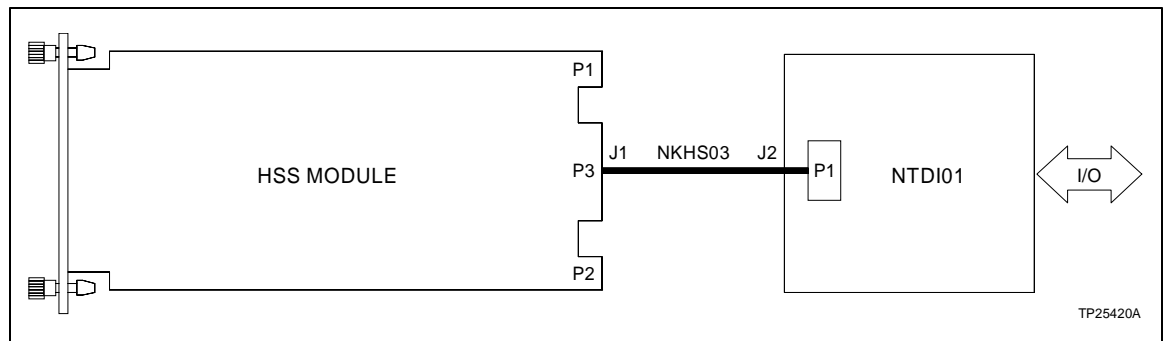 P1
J1 NKHS03 J2
HSS MODULE P3 P1 NTDI01 I/O
P2
TP25420A